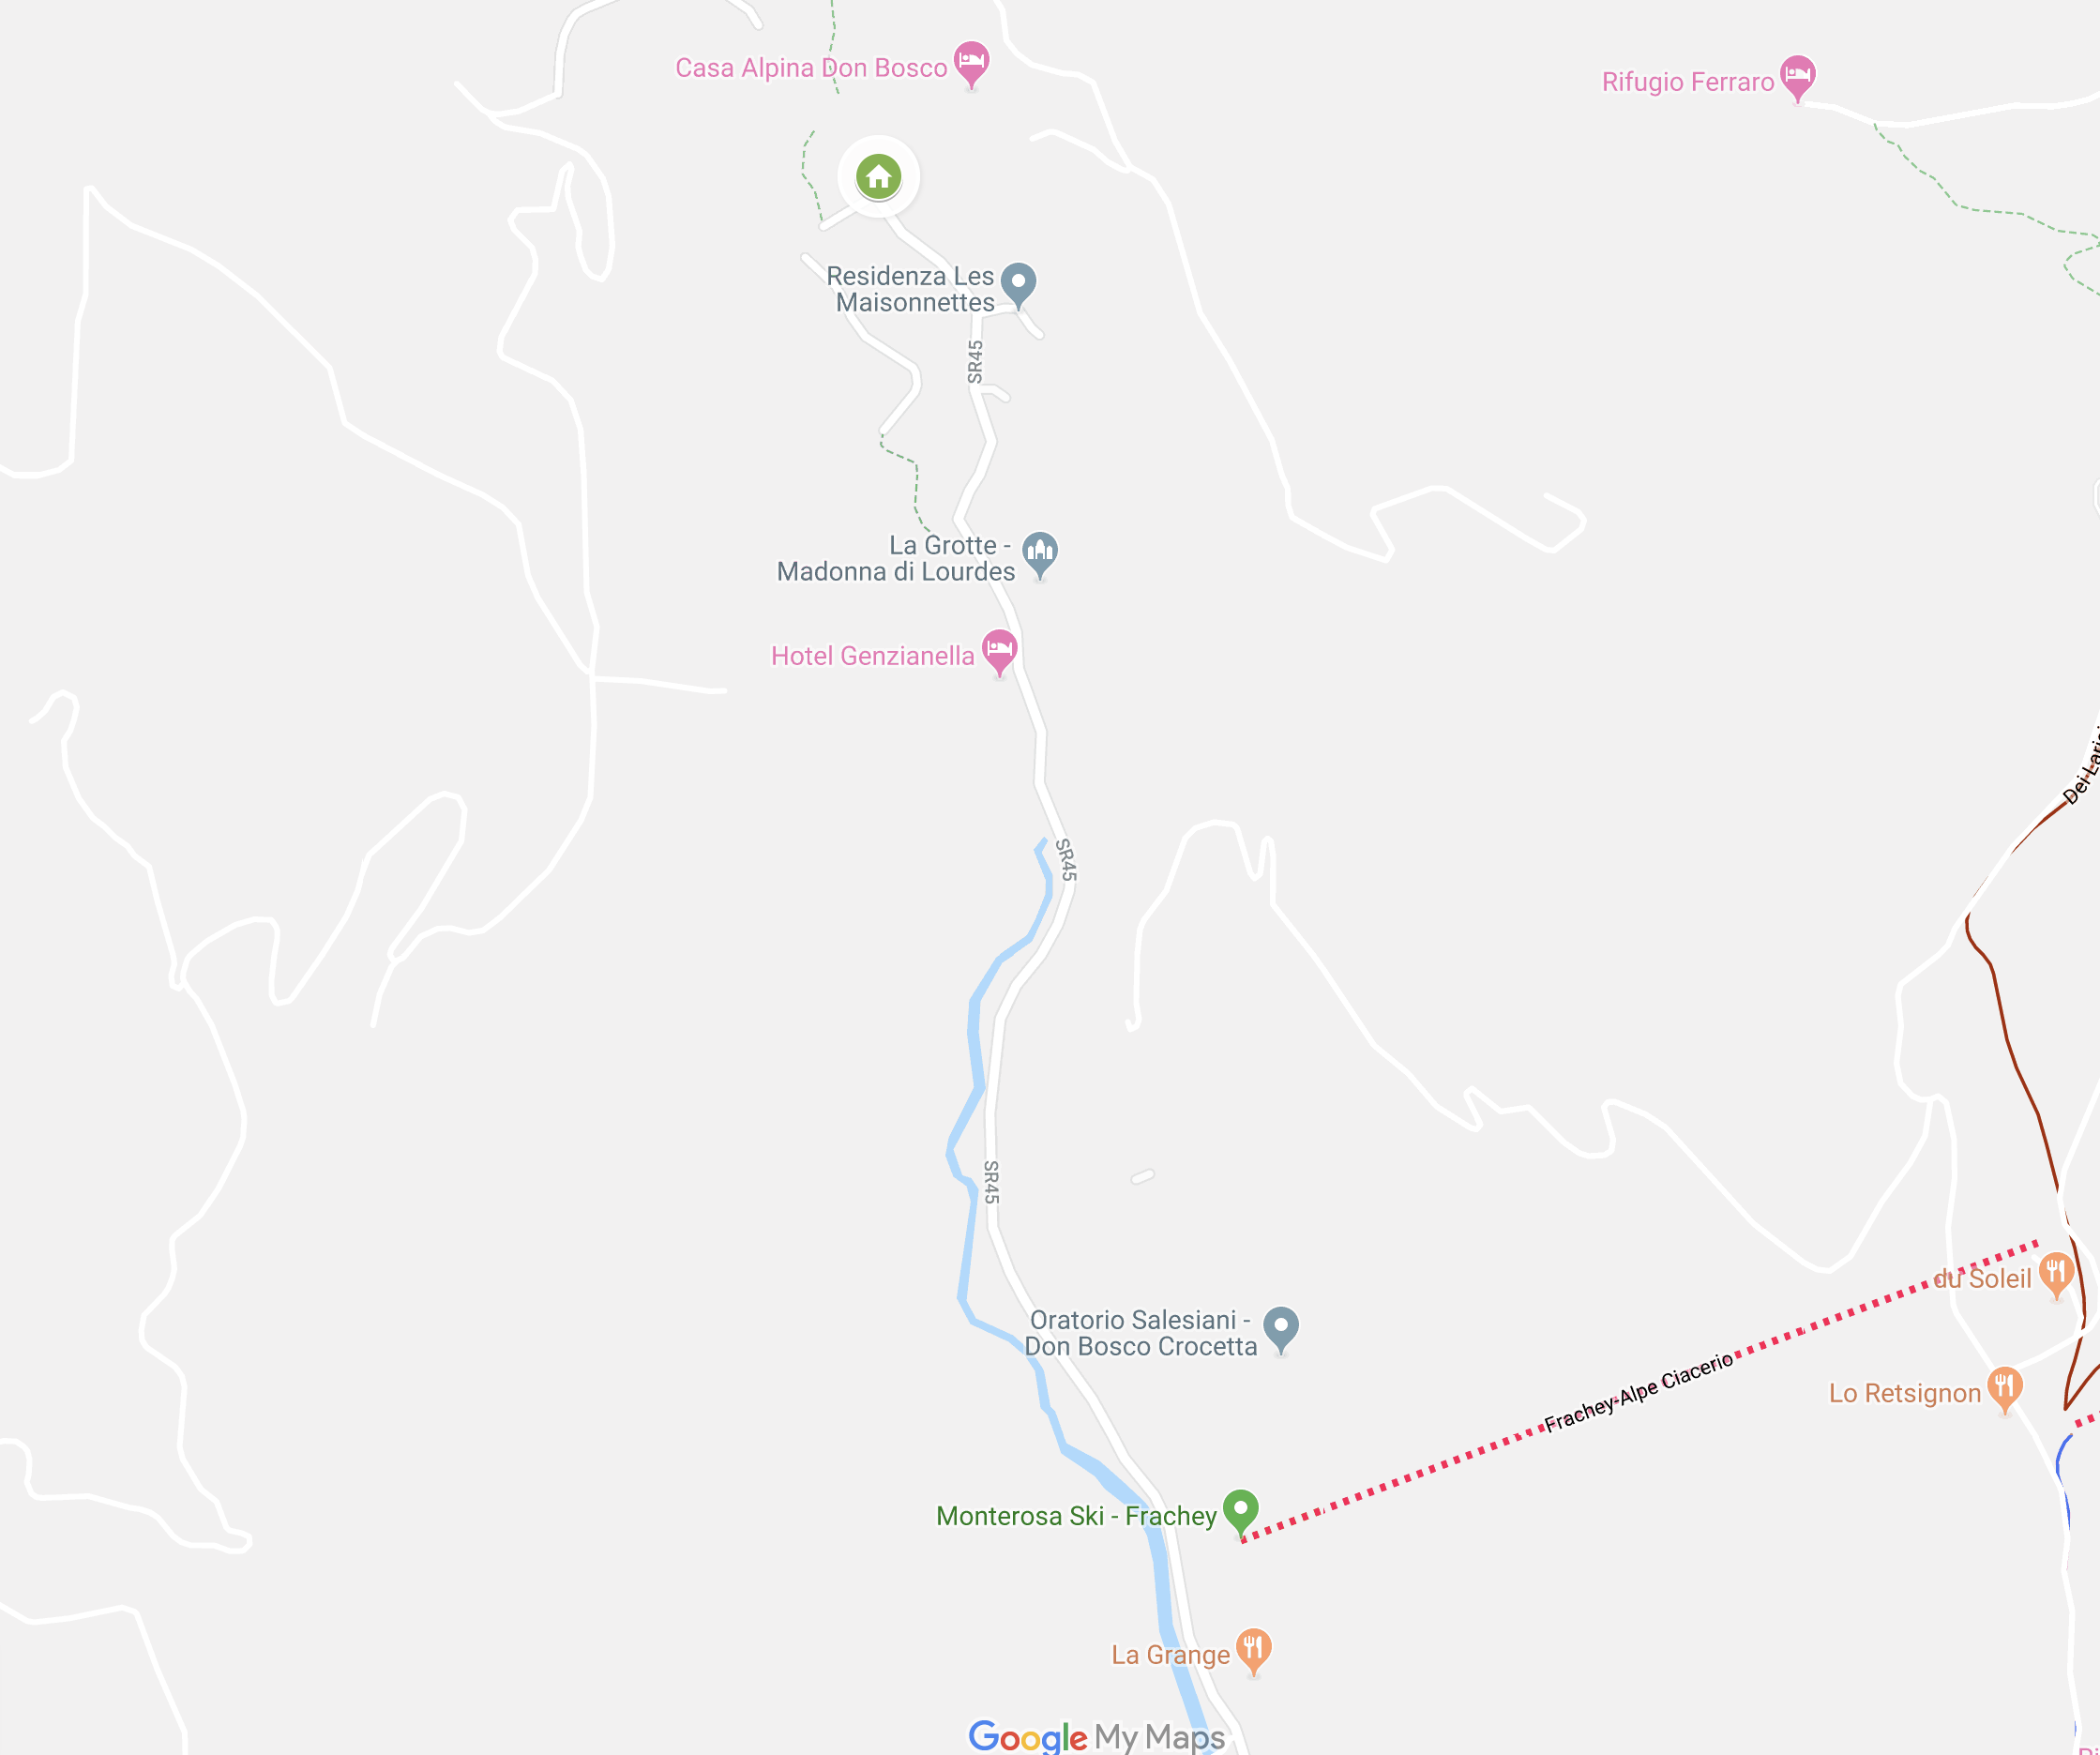 Casa Alpina Don Bosco
Rifugio Ferraro
Residenza Les
Maisonnettes
SR45
La Grotte -
Madonna di Lourdes
Hotel Genzianella
SR45
SR45
du Soleil
Oratorio Salesiani -
Don Bosco Crocetta
Frachey-Alpe Ciacerio
Lo Retsignon
Monterosa Ski - Frachey
La Grange
Google My Maps